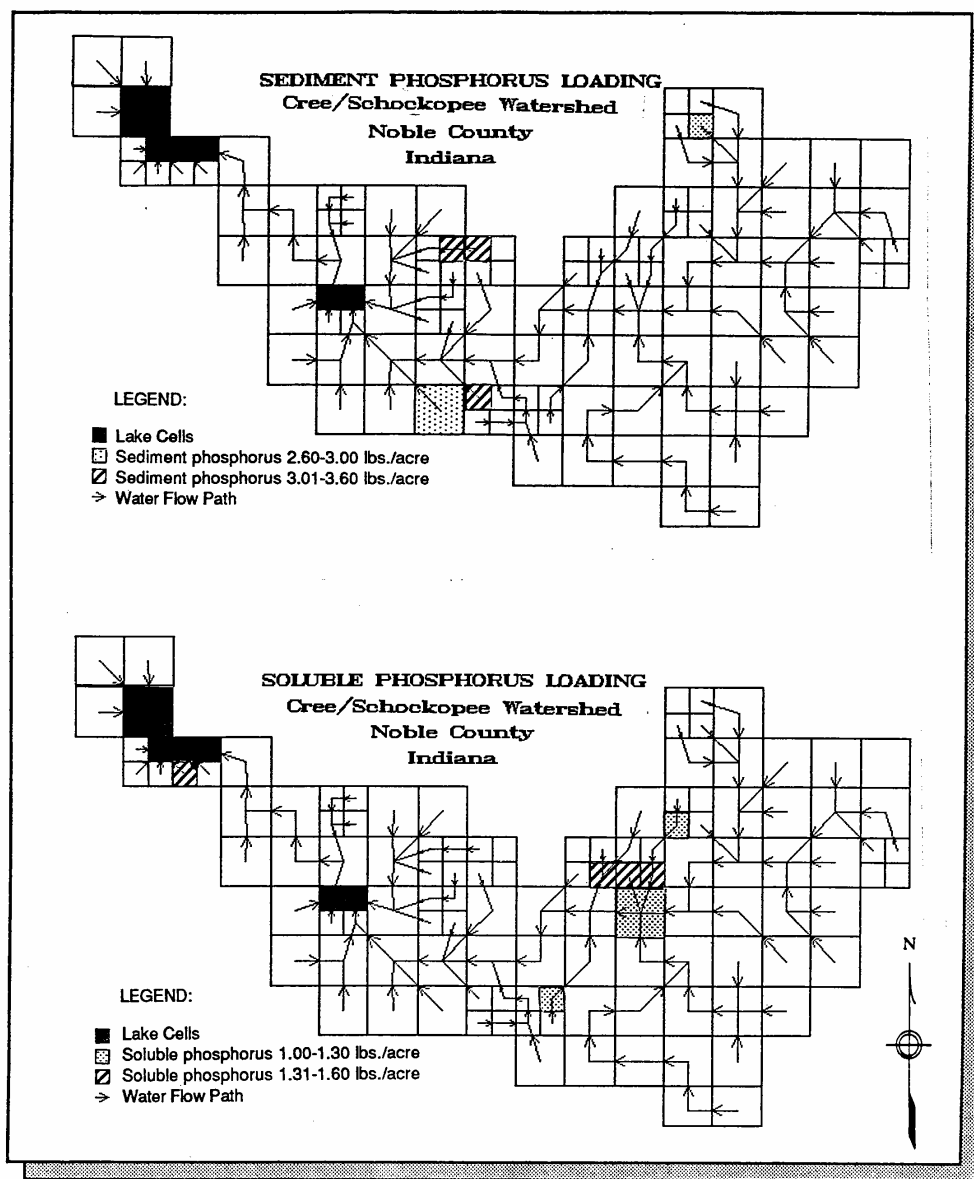 SEDIMENT PHOSPHORUS LOADING
Cree/Schockopee Watershed
Noble County
Indiana
LEGEND:
Lake Cells
Sediment phosphorus 2.60-3.00 lbs./acre
Sediment phosphorus 3.01-3.60 lbs./acre
Water Flow Path
SOLUBLE PHOSPHORUS LOADING
Cree/Schockopee Watershed
Noble County
Indiana
N
LEGEND:
Lake Cells
Soluble phosphorus 1.00-1.30 lbs./acre
Soluble phosphorus 1.31-1.60 lbs./acre
Water Flow Path